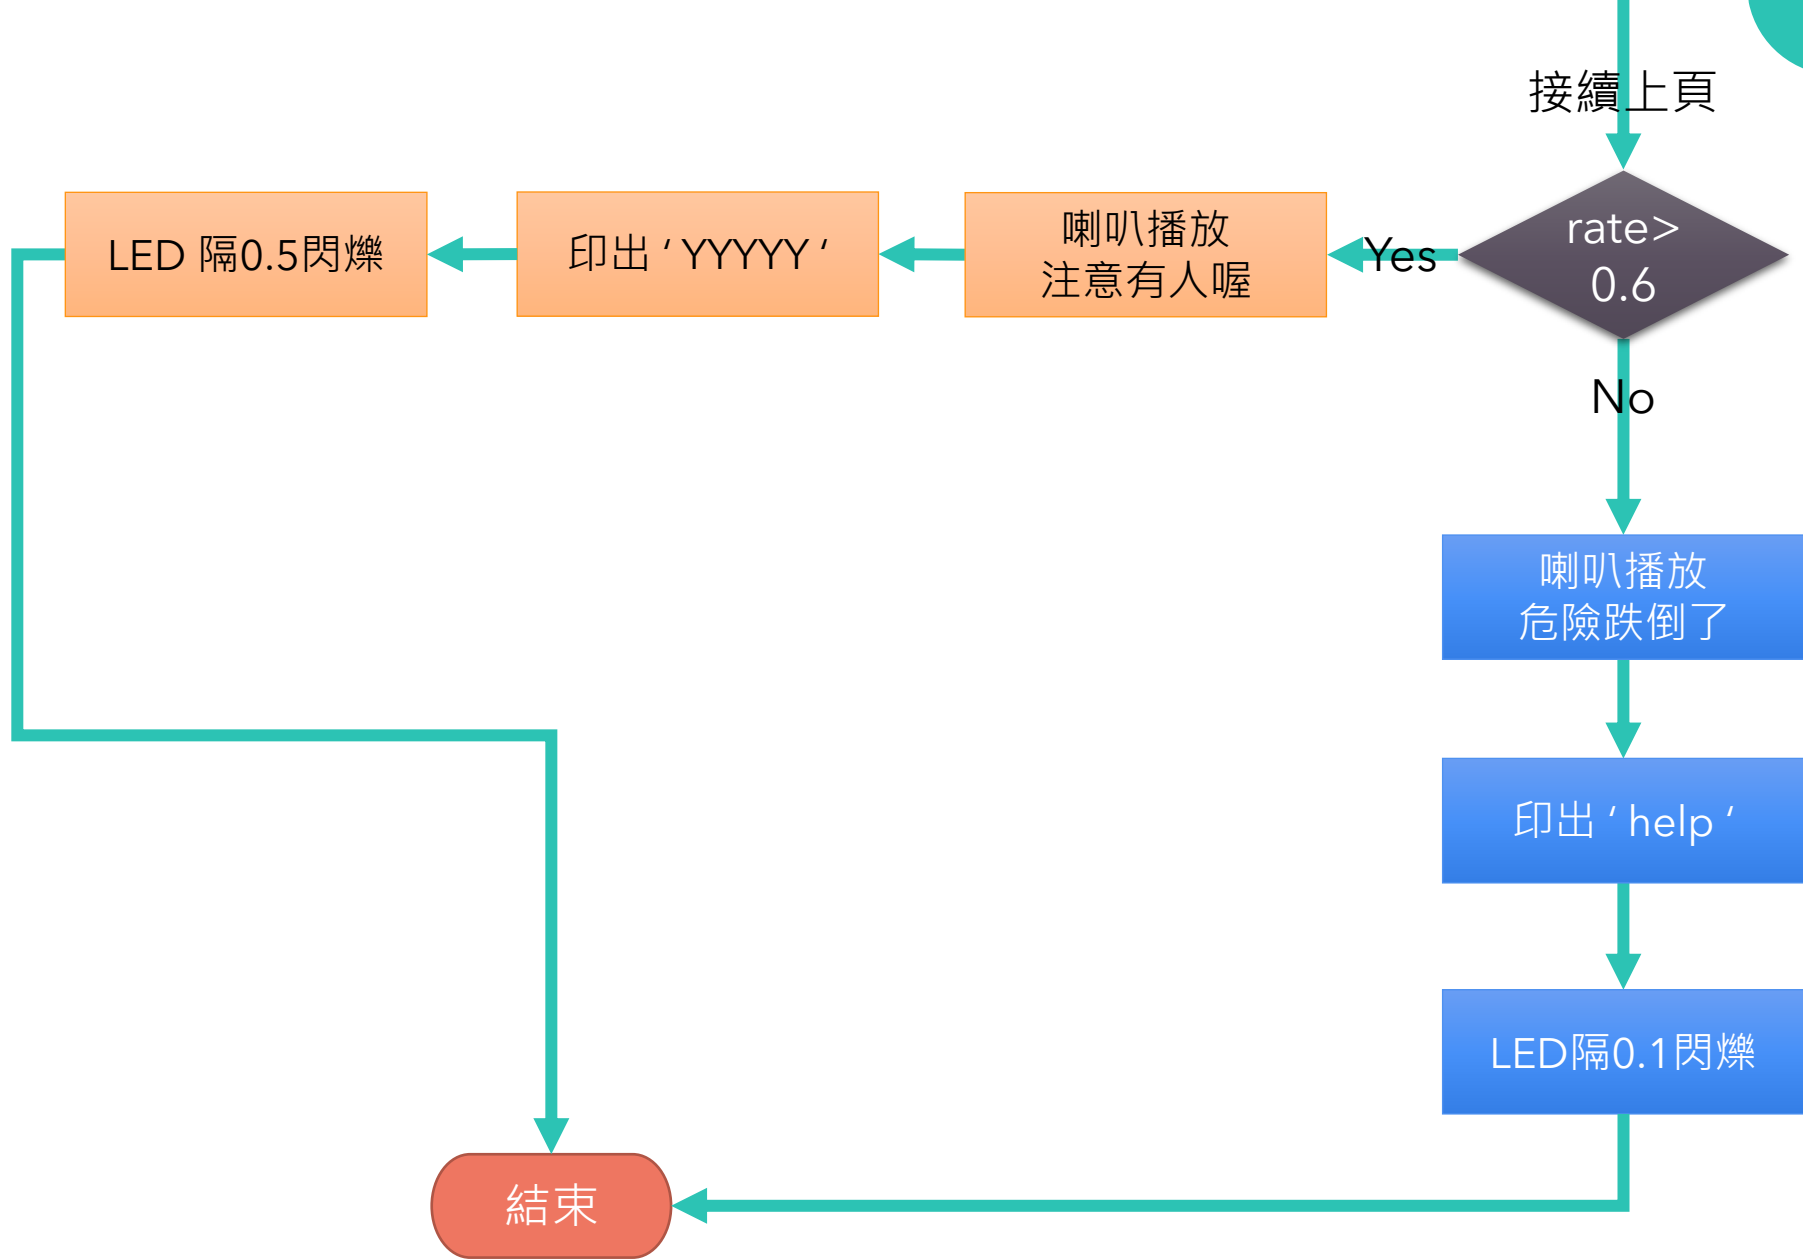 接續上頁
rate>
0.6
Yes
喇叭播放
注意有人喔
印出 ‘ YYYYY ‘
LED 隔0.5閃爍
No
喇叭播放
危險跌倒了
印出 ‘ help ‘
LED隔0.1閃爍
結束